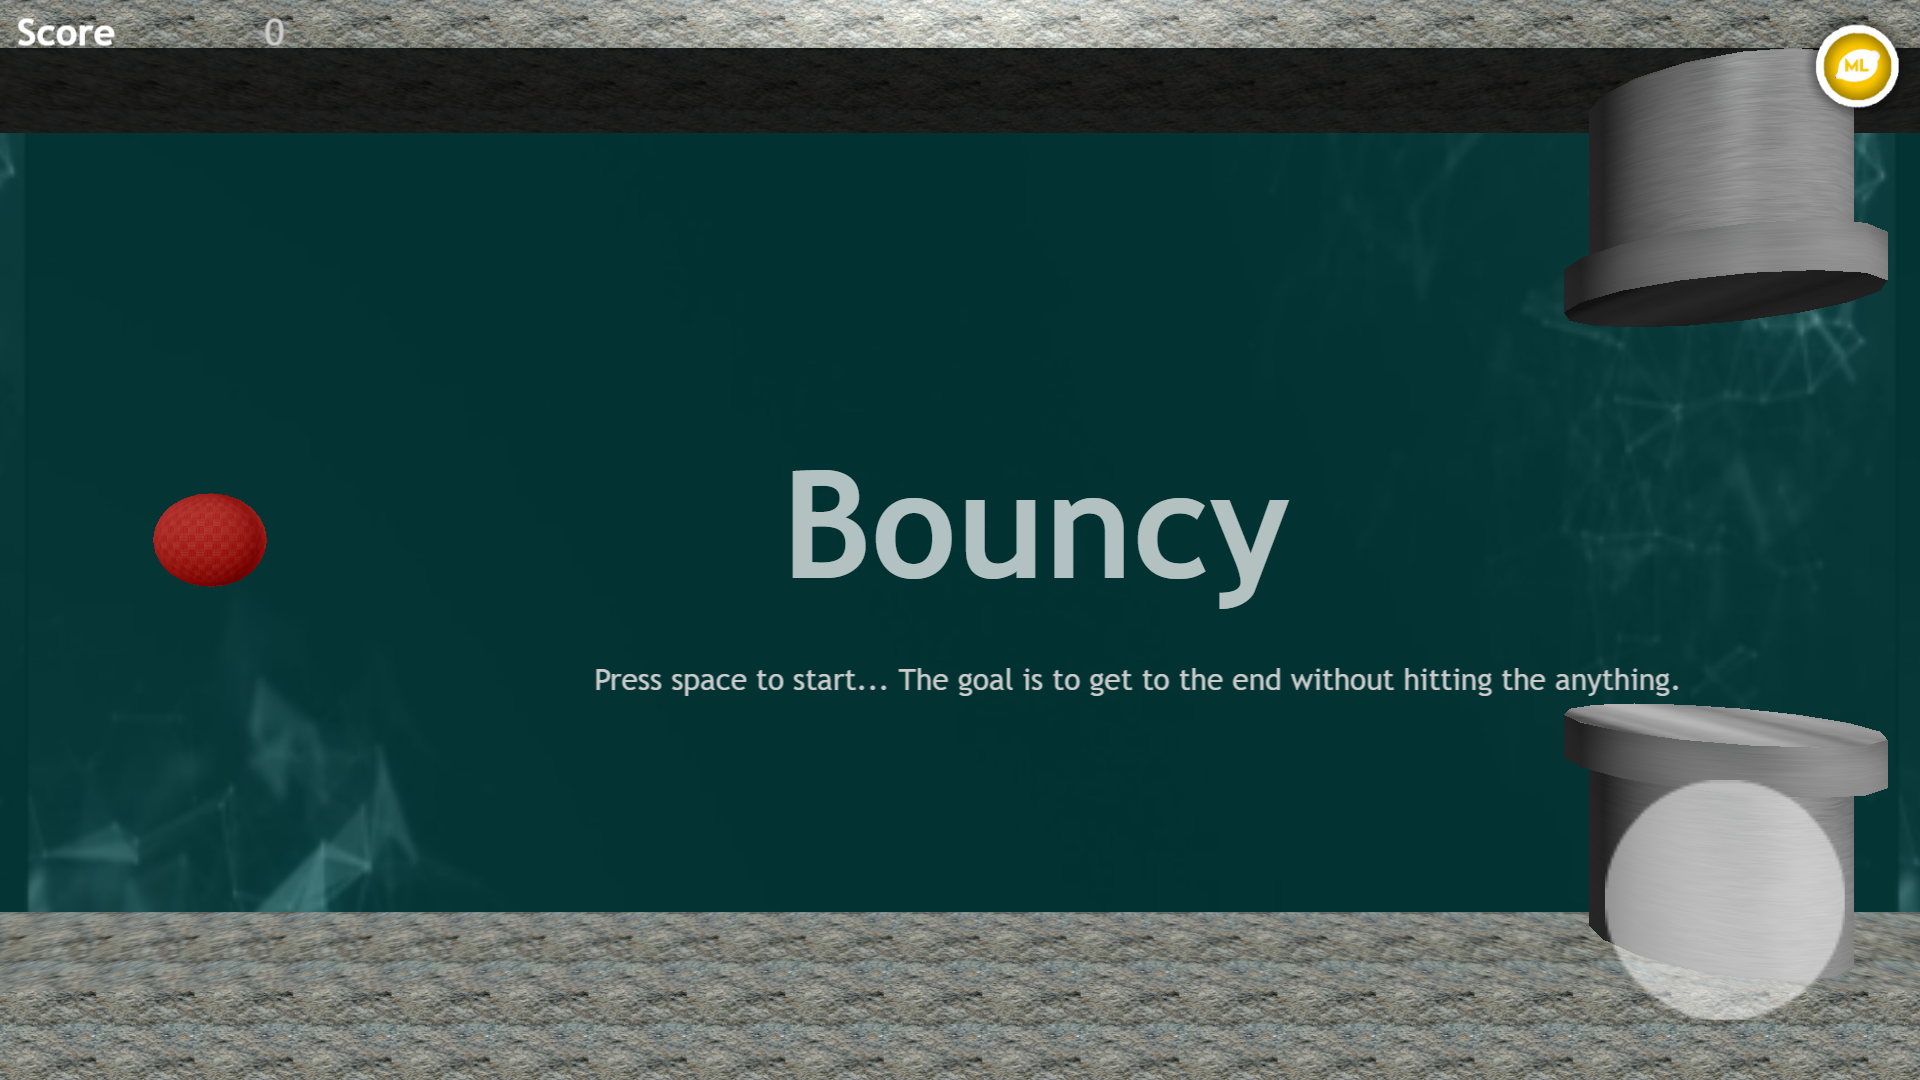 Score 0
ML
Bouncy
Press space to start... The goal is to get to the end without hitting the anything.